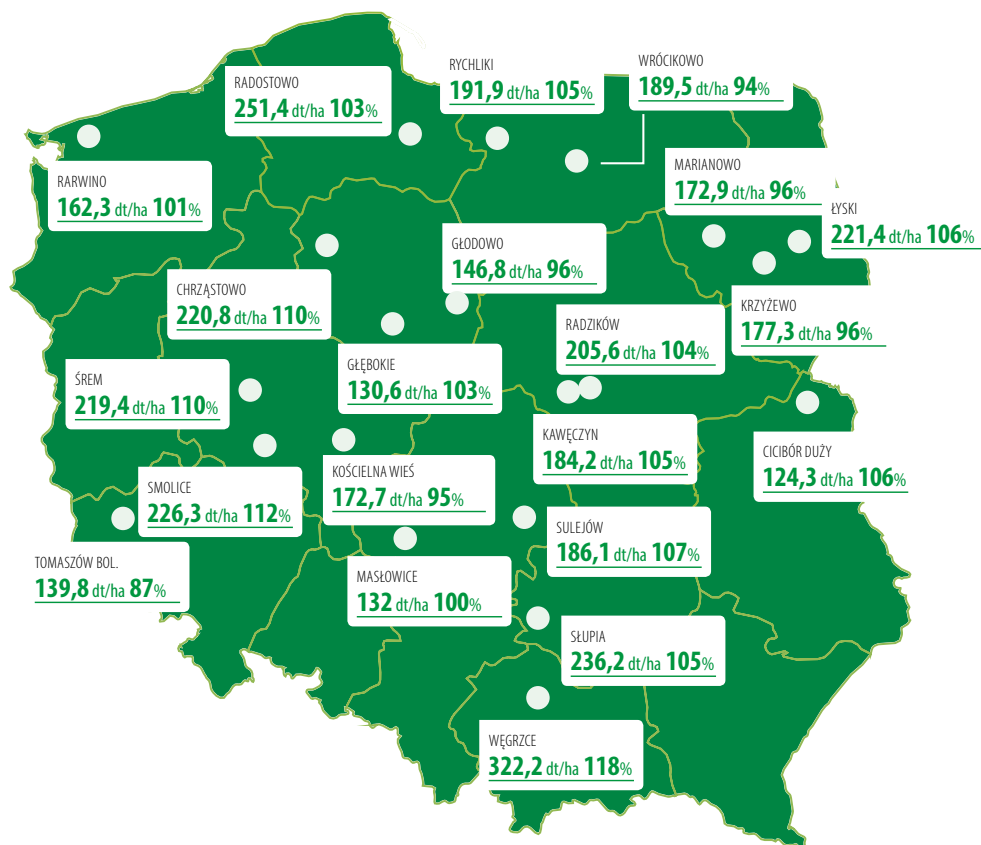 RADOSTOWO
251,4 dt/ha 103%
RYCHLIKI
191,9 dt/ha 105%
WRÓCIKOWO
189,5 dt/ha 94%
RARWINO
162,3 dt/ha 101%
MARIANOWO
172,9 dt/ha 96%
ŁYSKI
221,4 dt/ha 106%
GŁODOWO
146,8 dt/ha 96%
CHRZĄSTOWO
220,8 dt/ha 110%
KRZYŻEWO
177,3 dt/ha 96%
RADZIKÓW
205,6 dt/ha 104%
GŁĘBOKIE
130,6 dt/ha 103%
ŚREM
219,4 dt/ha 110%
KAWĘCZYN
184,2 dt/ha 105%
CICIBÓR DUŻY
124,3 dt/ha 106%
KOŚCIELNA WIEŚ
172,7 dt/ha 95%
SMOLICE
226,3 dt/ha 112%
SULEJÓW
186,1 dt/ha 107%
TOMASZÓW BOL.
139,8 dt/ha 87%
MASŁOWICE
132 dt/ha 100%
SŁUPIA
236,2 dt/ha 105%
WĘGRZCE
322,2 dt/ha 118%